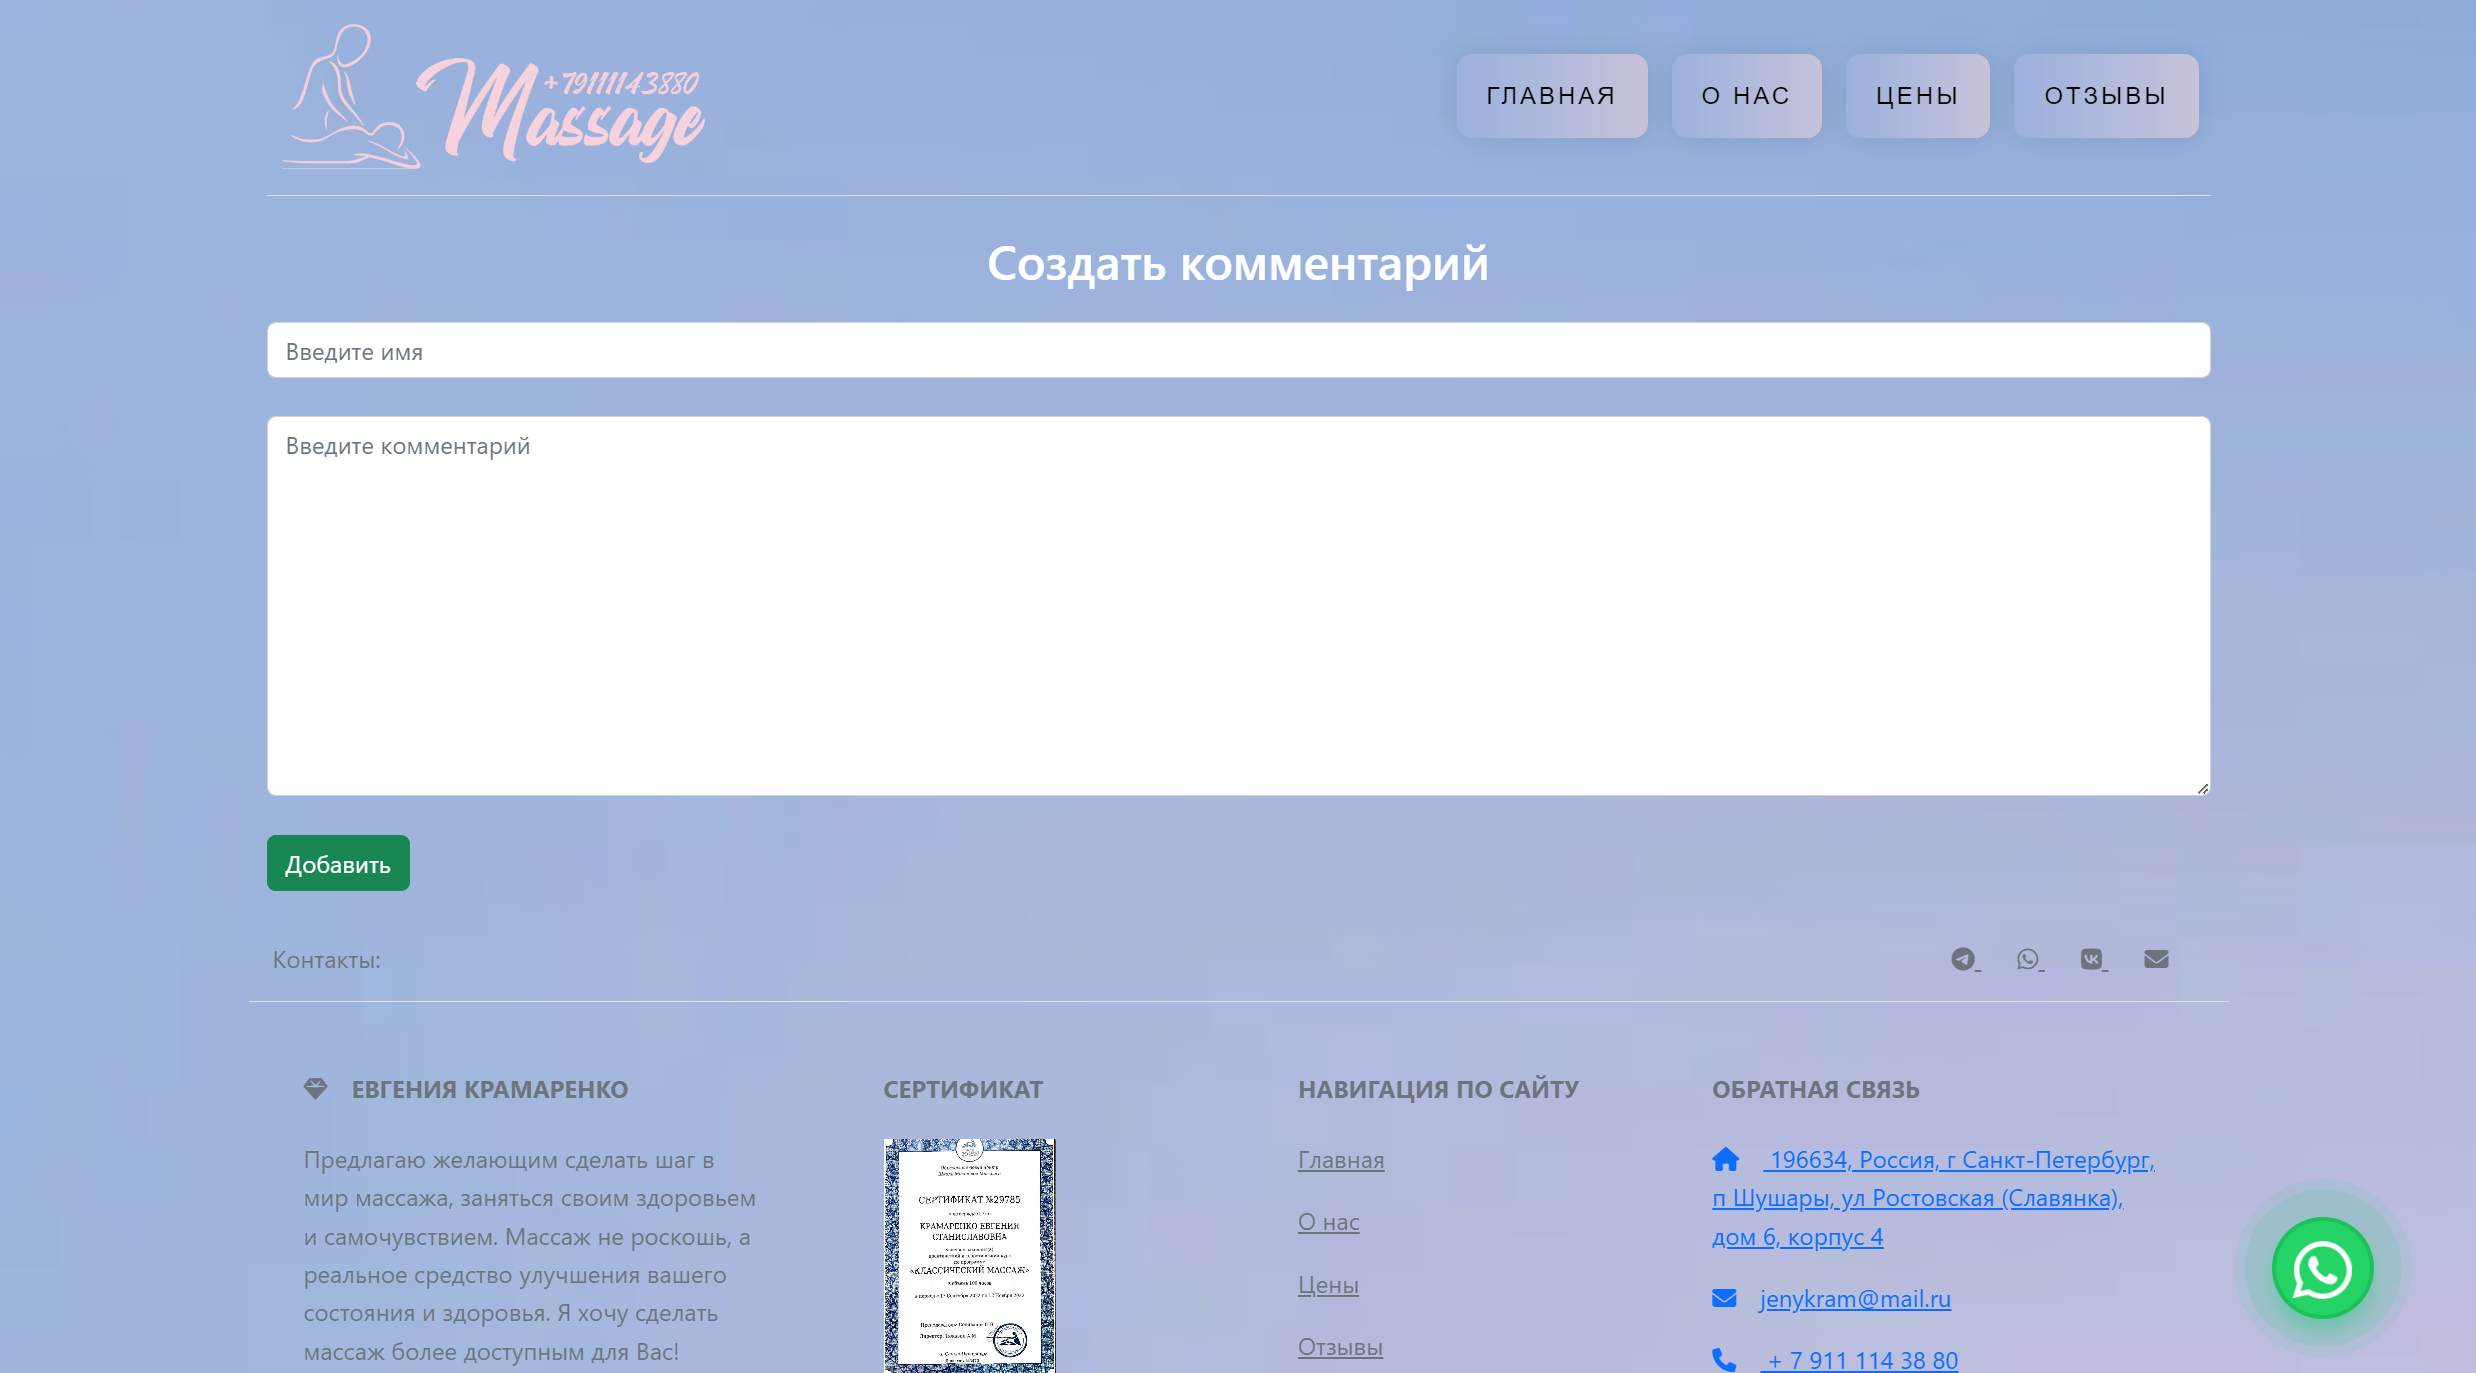 +79111143880
Massage
ГЛАВНАЯ
О НАС
ЦЕНЫ
ОТЗЫВЫ
Создать комментарий
Введите имя
Введите комментарий
Добавить
Контакты:
ЕВГЕНИЯ КРАМАРЕНКО
Предлагаю желающим сделать шаг в
мир массажа, заняться своим здоровьем
и самочувствием. Массаж не роскошь, а
реальное средство улучшения вашего
состояния и здоровья. Я хочу сделать
массаж более доступным для Вас!
СЕРТИФИКАТ
СЕРТИФИКАТ №29785
КРАМАРЕНКО ЕВГЕНИЯ
СТАНИСЛАВОВНА
«КЛАССИЧЕСКИЙ МАССАЖ»
НАВИГАЦИЯ ПО САЙТУ
Главная
О нас
Цены
Отзывы
ОБРАТНАЯ СВЯЗЬ
196634, Россия, г Санкт-Петербург,
п Шушары, ул Ростовская (Славянка),
дом 6, корпус 4
jenykram@mail.ru
+ 7 911 114 38 80